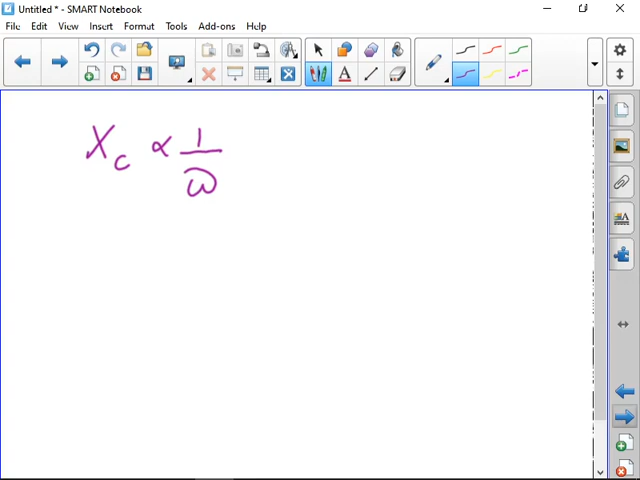 Untitled * - SMART Notebook
File Edit View Insert Format Tools Add-ons Help
X_c ∝ 1/ω